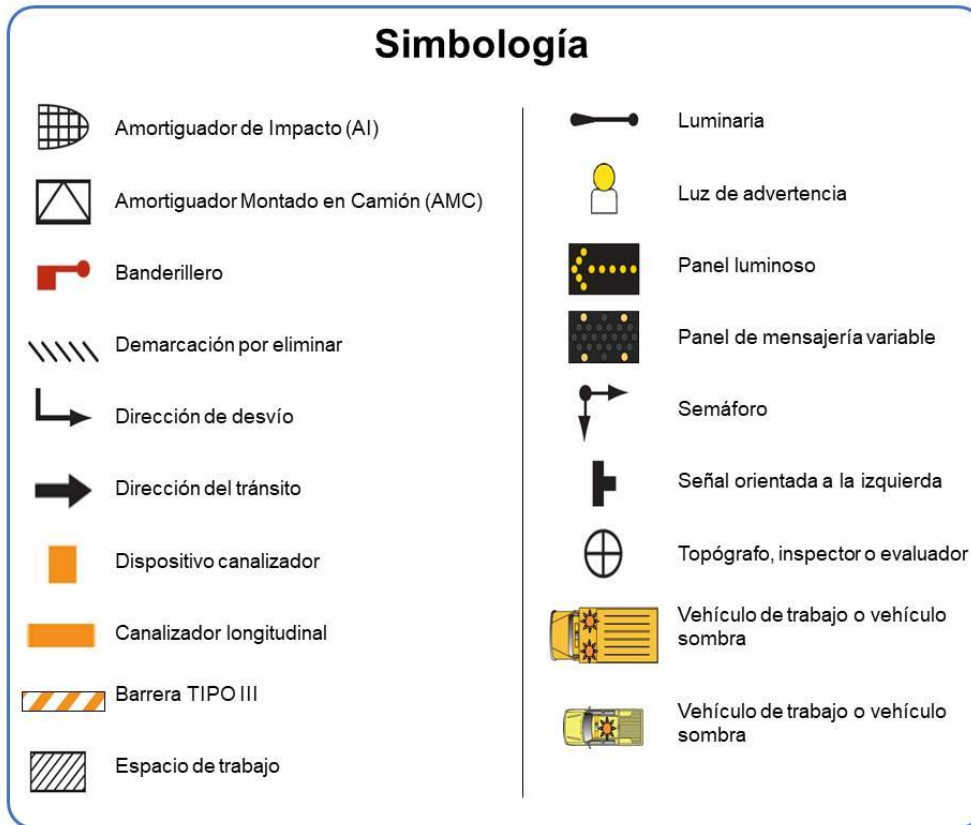 Simbología
Amortiguador de Impacto (AI)
Amortiguador Montado en Camión (AMC)
Banderillero
Demarcación por eliminar
Dirección de desvío
Dirección del tránsito
Dispositivo canalizador
Canalizador longitudinal
Barrera TIPO III
Espacio de trabajo
Luminaria
Luz de advertencia
Panel luminoso
Panel de mensajería variable
Semáforo
Señal orientada a la izquierda
Topógrafo, inspector o evaluador
Vehículo de trabajo o vehículo
sombra
Vehículo de trabajo o vehículo
sombra